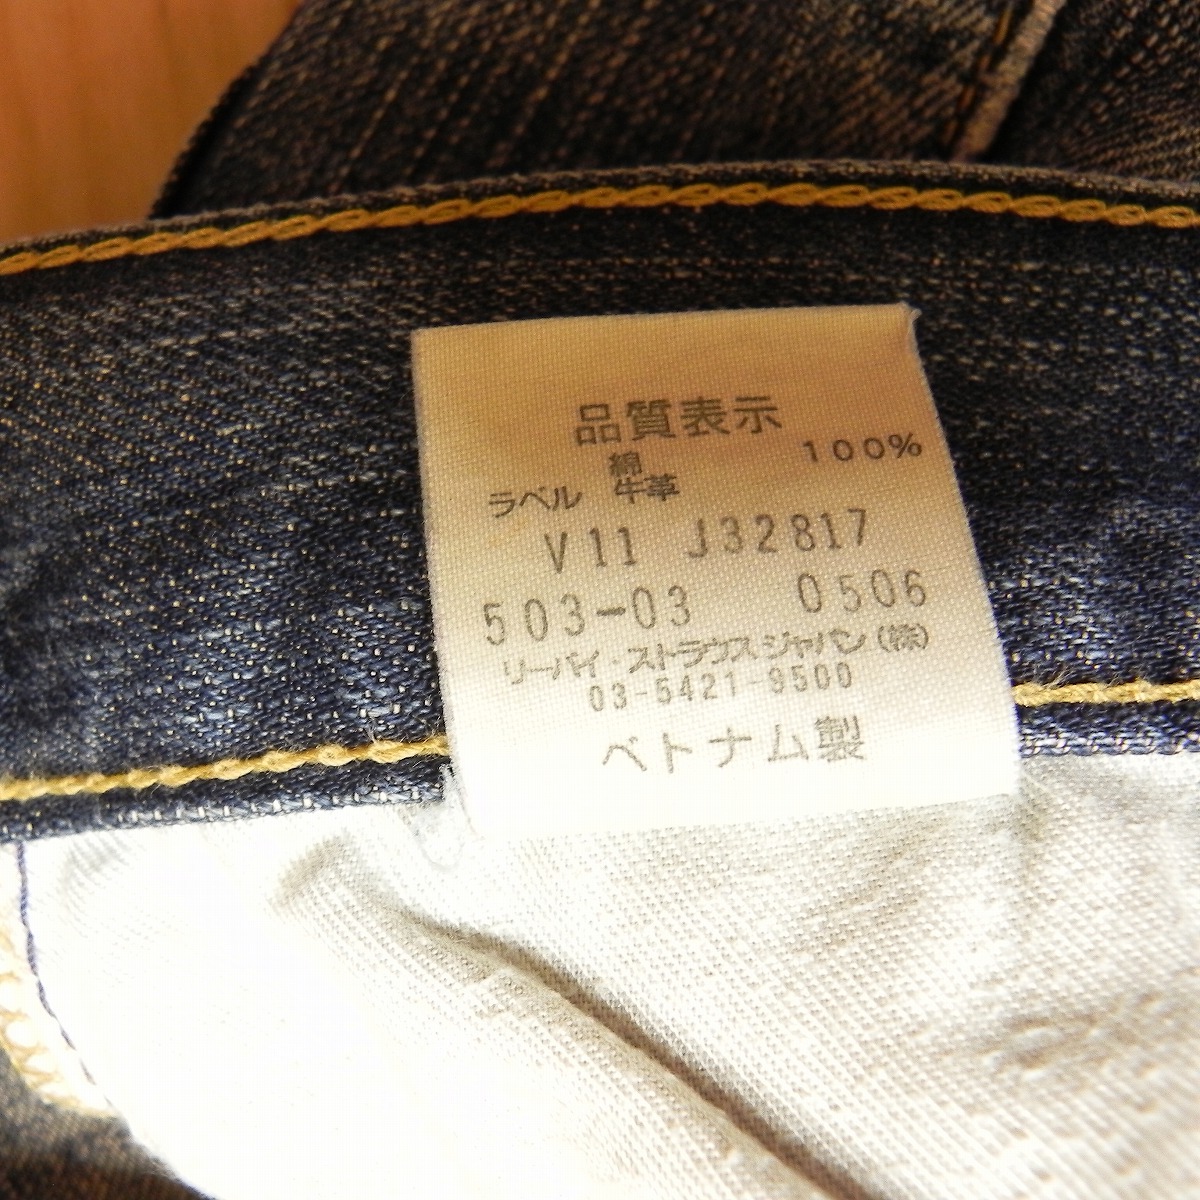 品質表示
綿 100%
ラベル 牛革
V11 J32817
503-03 0506
リーバイ・ストラウスジャパン(株)
03-5421-9500
ベトナム製